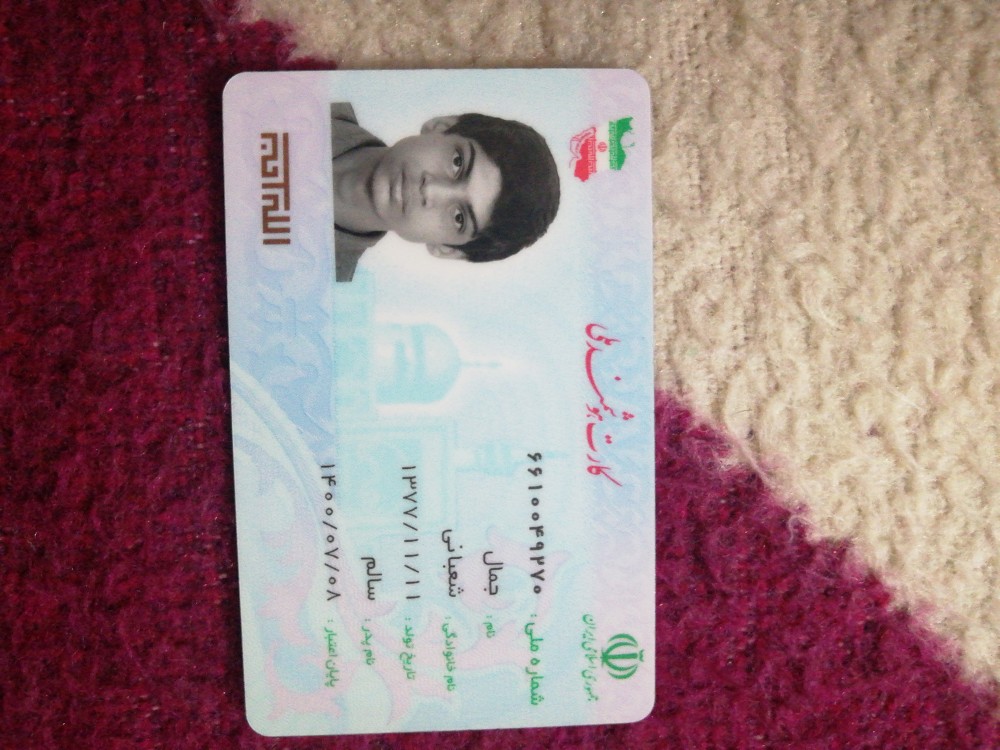 جمهوری اسلامی ایران
کارت هوشمند ملی
شماره ملی : ۶۶۱۰۰۴۹۲۷۰
نام : جمال
نام خانوادگی : شعبانی
تاریخ تولد : ۱۳۷۷/۱۱/۱۱
نام پدر : سالم
پایان اعتبار : ۱۴۰۰/۰۷/۰۸